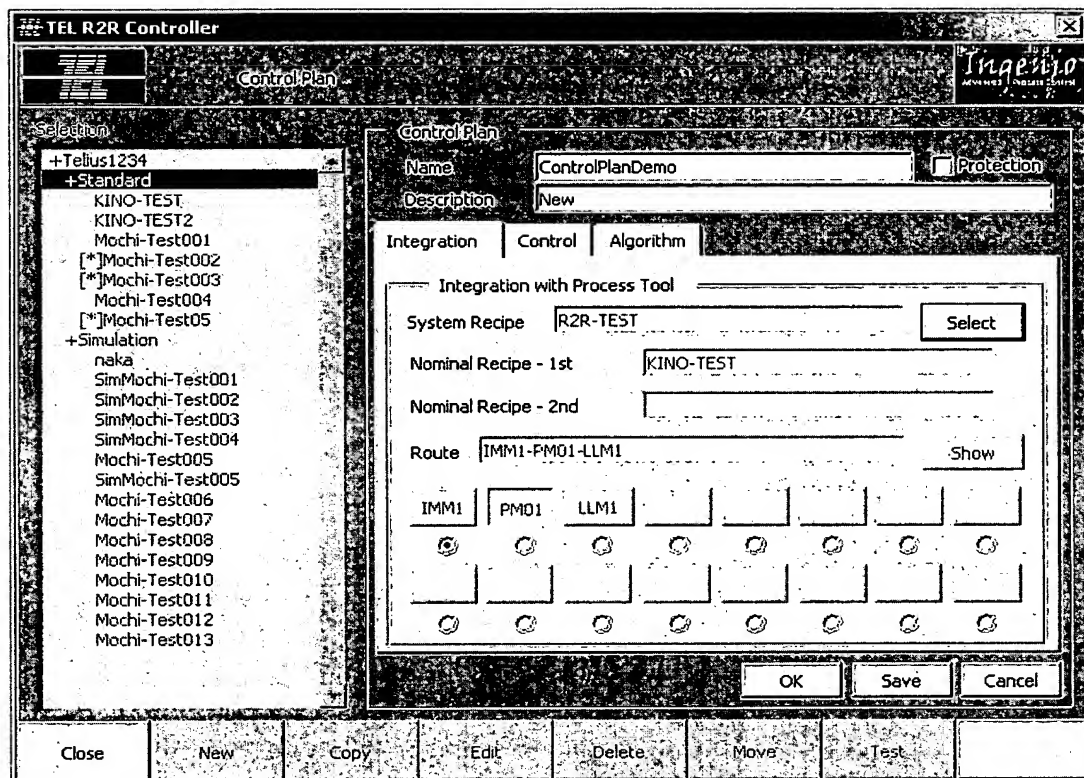 TEL R2R Controller
TEL
Control Plan
Ingenio
ADVANCED PROCESS CONTROL
Selection
+Telius1234
+Standard
KINO-TEST
KINO-TEST2
Mochi-Test001
[*]Mochi-Test002
[*]Mochi-Test003
Mochi-Test004
[*]Mochi-Test05
+Simulation
naka
SimMochi-Test001
SimMochi-Test002
SimMochi-Test003
SimMochi-Test004
Mochi-Test005
SimMochi-Test005
Mochi-Test006
Mochi-Test007
Mochi-Test008
Mochi-Test009
Mochi-Test010
Mochi-Test011
Mochi-Test012
Mochi-Test013
Control Plan
Name ControlPlanDemo Protection
Description New
Integration Control Algorithm
Integration with Process Tool
System Recipe R2R-TEST Select
Nominal Recipe - 1st KINO-TEST
Nominal Recipe - 2nd
Route IMM1-PM01-LLM1 Show
IMM1 PM01 LLM1
OK Save Cancel
Close New Copy Edit Delete Move Test